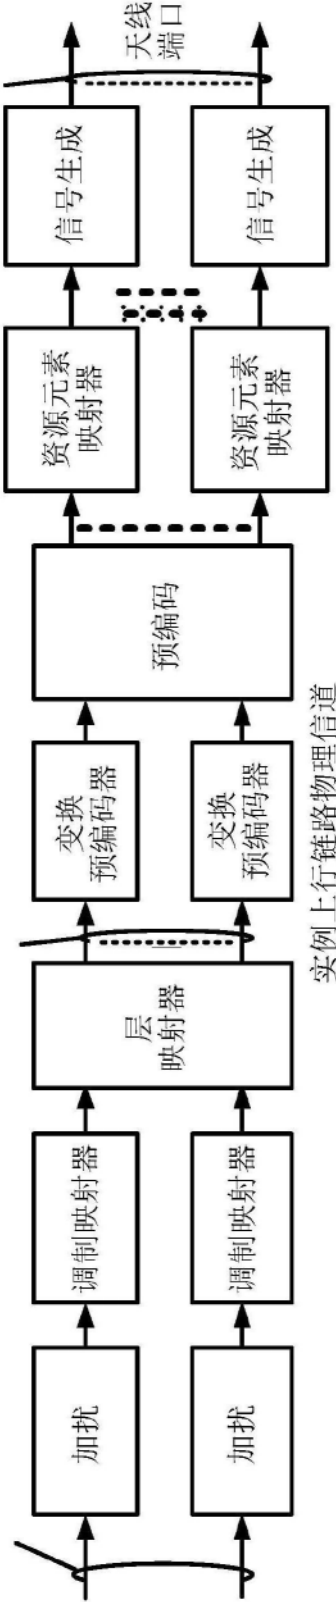 加扰
调制映射器
层
映射器
变换
预编码器
预编码
资源元素
映射器
信号生成
天线
端口
加扰
调制映射器
变换
预编码器
资源元素
映射器
信号生成
实例上行链路物理信道